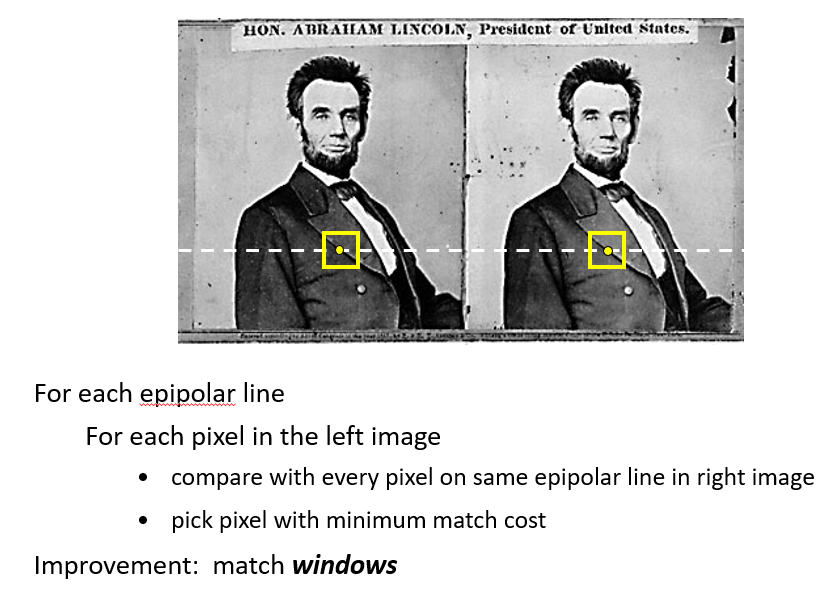 HON. ABRAHAM LINCOLN, President of United States.
For each epipolar line
For each pixel in the left image
• compare with every pixel on same epipolar line in right image
• pick pixel with minimum match cost
Improvement: match windows